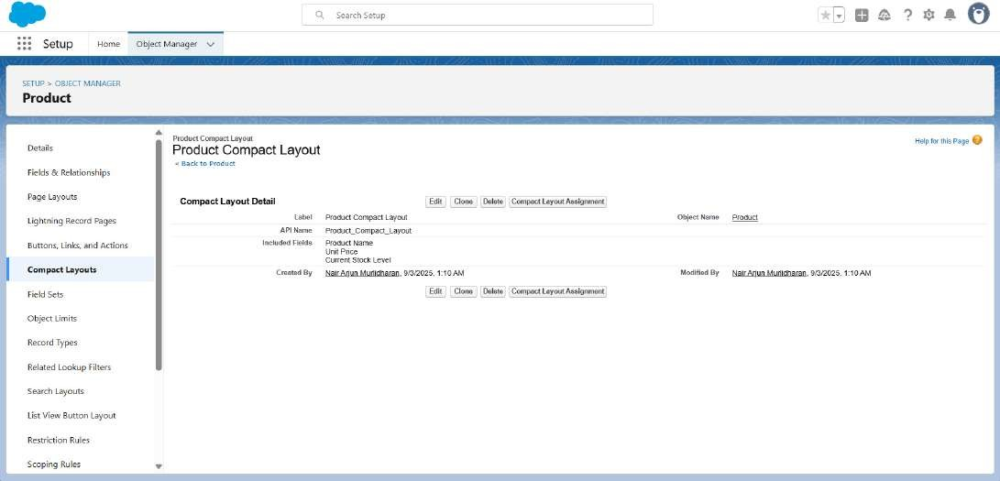 Search Setup
Setup
Home
Object Manager
SETUP > OBJECT MANAGER
Product
Details
Fields & Relationships
Page Layouts
Lightning Record Pages
Buttons, Links, and Actions
Compact Layouts
Field Sets
Object Limits
Record Types
Related Lookup Filters
Search Layouts
List View Button Layout
Restriction Rules
Scoping Rules
Product Compact Layout
Product Compact Layout
« Back to Product
Help for this Page
Compact Layout Detail
Edit Clone Delete Compact Layout Assignment
Label Product Compact Layout Object Name Product
API Name Product_Compact_Layout
Included Fields Product Name
Unit Price
Current Stock Level
Created By Nair Arjun Murlidharan, 9/3/2025, 1:10 AM Modified By Nair Arjun Murlidharan, 9/3/2025, 1:10 AM
Edit Clone Delete Compact Layout Assignment